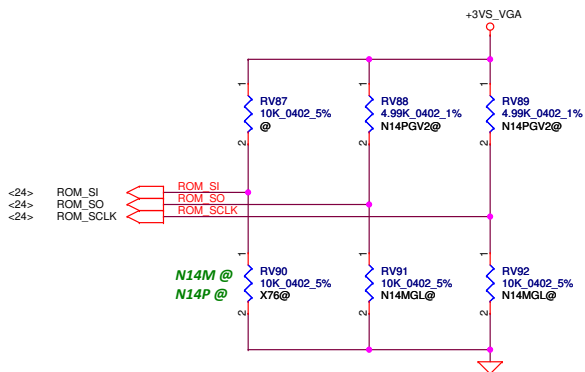 +3VS_VGA
1
1
1
RV87
10K_0402_5%
@
RV88
4.99K_0402_1%
N14PGV2@
RV89
4.99K_0402_1%
N14PGV2@
2
2
2
<24> ROM_SI ROM_SI
<24> ROM_SO ROM_SO
<24> ROM_SCLK ROM_SCLK
1
1
1
N14M @
N14P @
RV90
10K_0402_5%
X76@
RV91
10K_0402_5%
N14MGL@
RV92
10K_0402_5%
N14MGL@
2
2
2